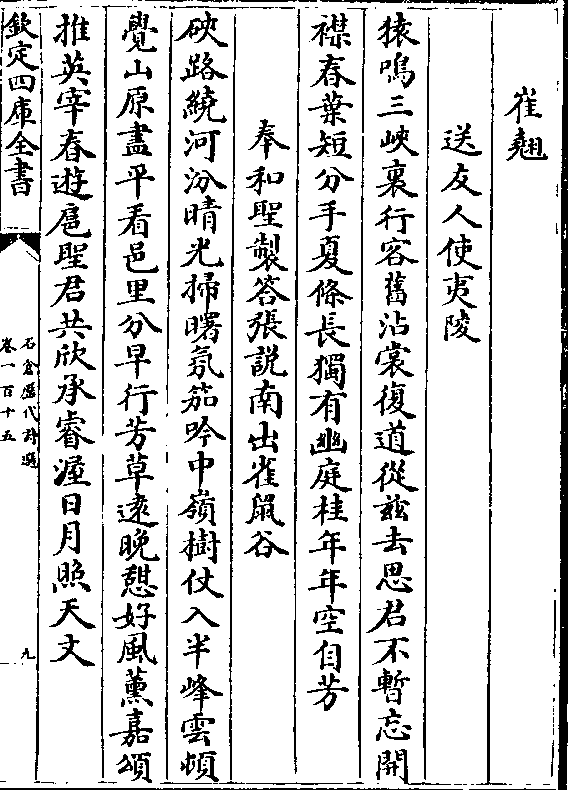 崔翹
送友人使夷陵
猿鳴三峽裏行客舊沾裳復道從兹去思君不暫忘開
襟春葉短分手夏條長獨有幽庭桂年年空自芳
奉和聖製答張說南出雀鼠谷
硤路繞河汾晴光掃曙氛笳吟中嶺樹仗入半峰雲頓
覺山原盡平看邑里分早行芳草逺晚憇好風薰嘉頌
推英宰春遊扈聖君共欣承睿渥日月照天文
欽定四庫全書
石倉歷代詩選
卷一百十五
九